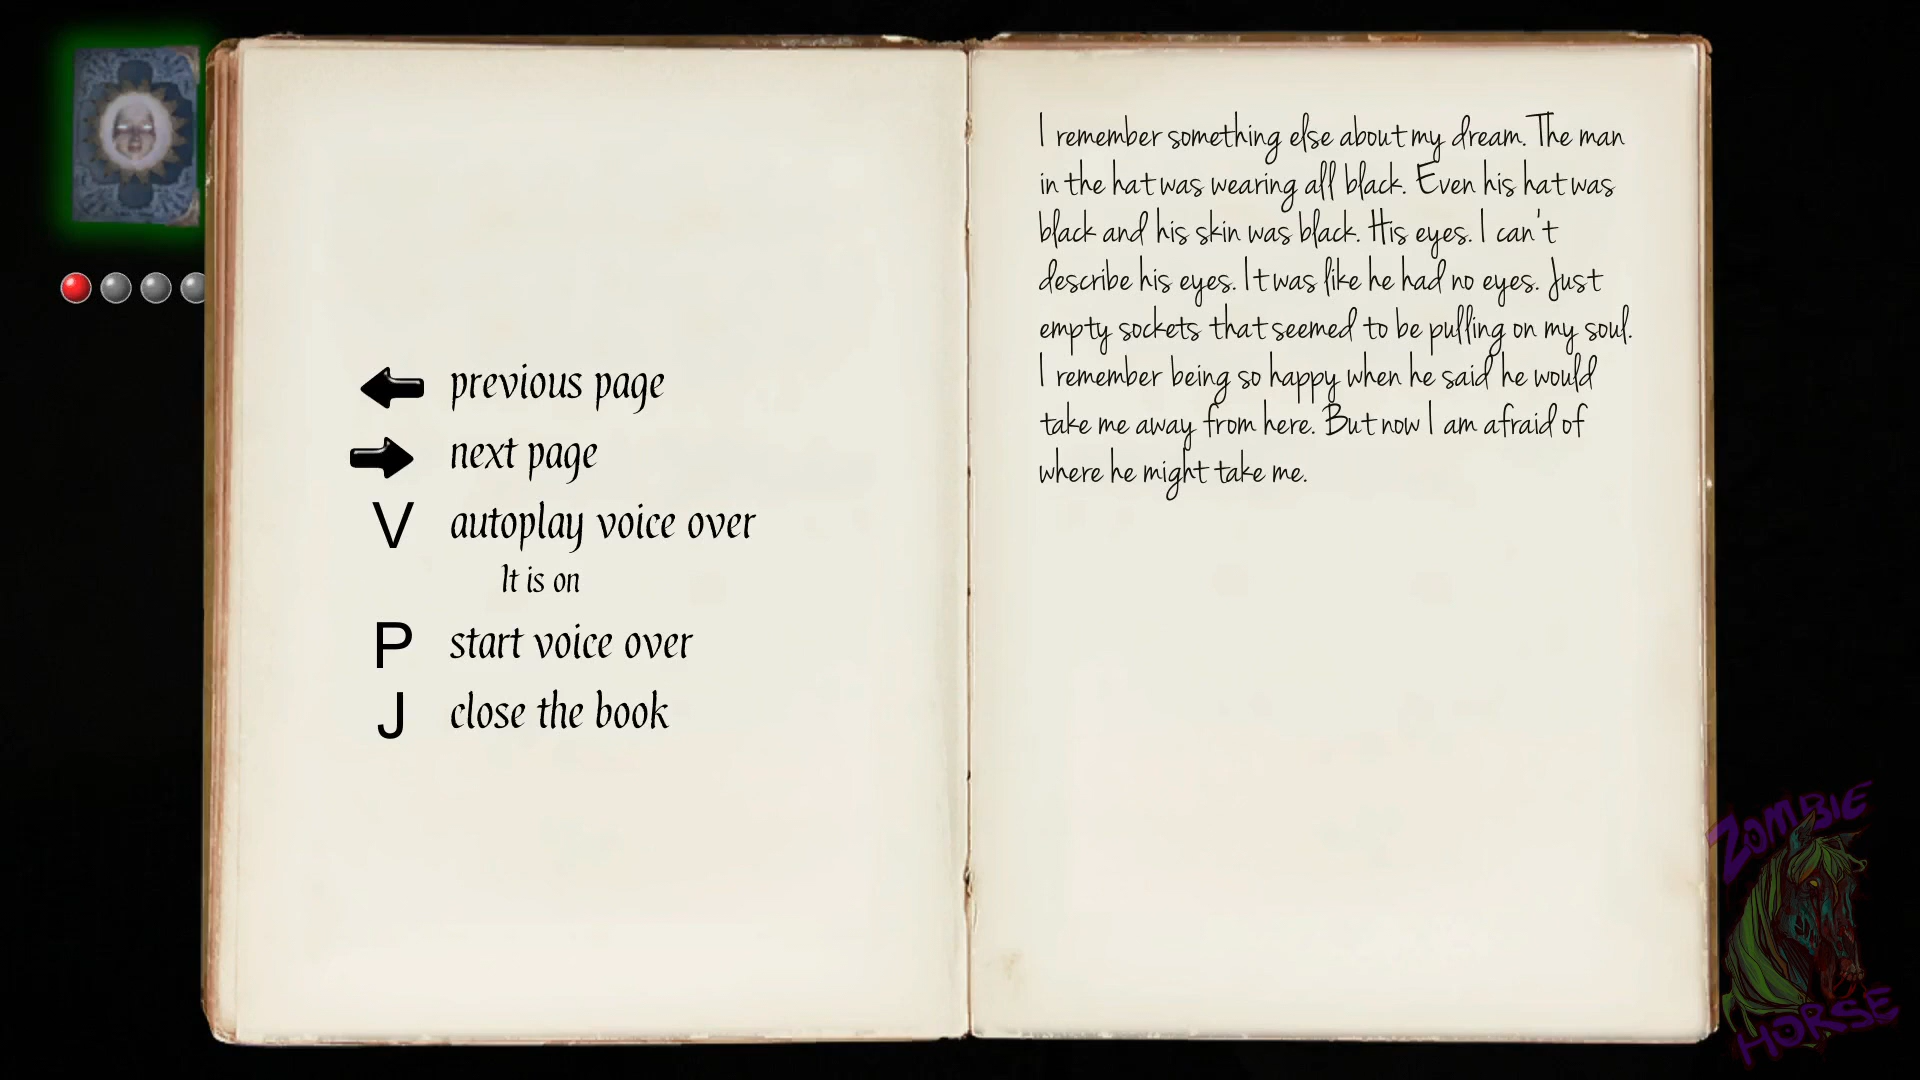 previous page
next page
V autoplay voice over
It is on
P start voice over
J close the book
I remember something else about my dream. The man
in the hat was wearing all black. Even his hat was
black and his skin was black. His eyes. I can't
describe his eyes. It was like he had no eyes. Just
empty sockets that seemed to be pulling on my soul.
I remember being so happy when he said he would
take me away from here. But now I am afraid of
where he might take me.
ZOMBIE
HORSE